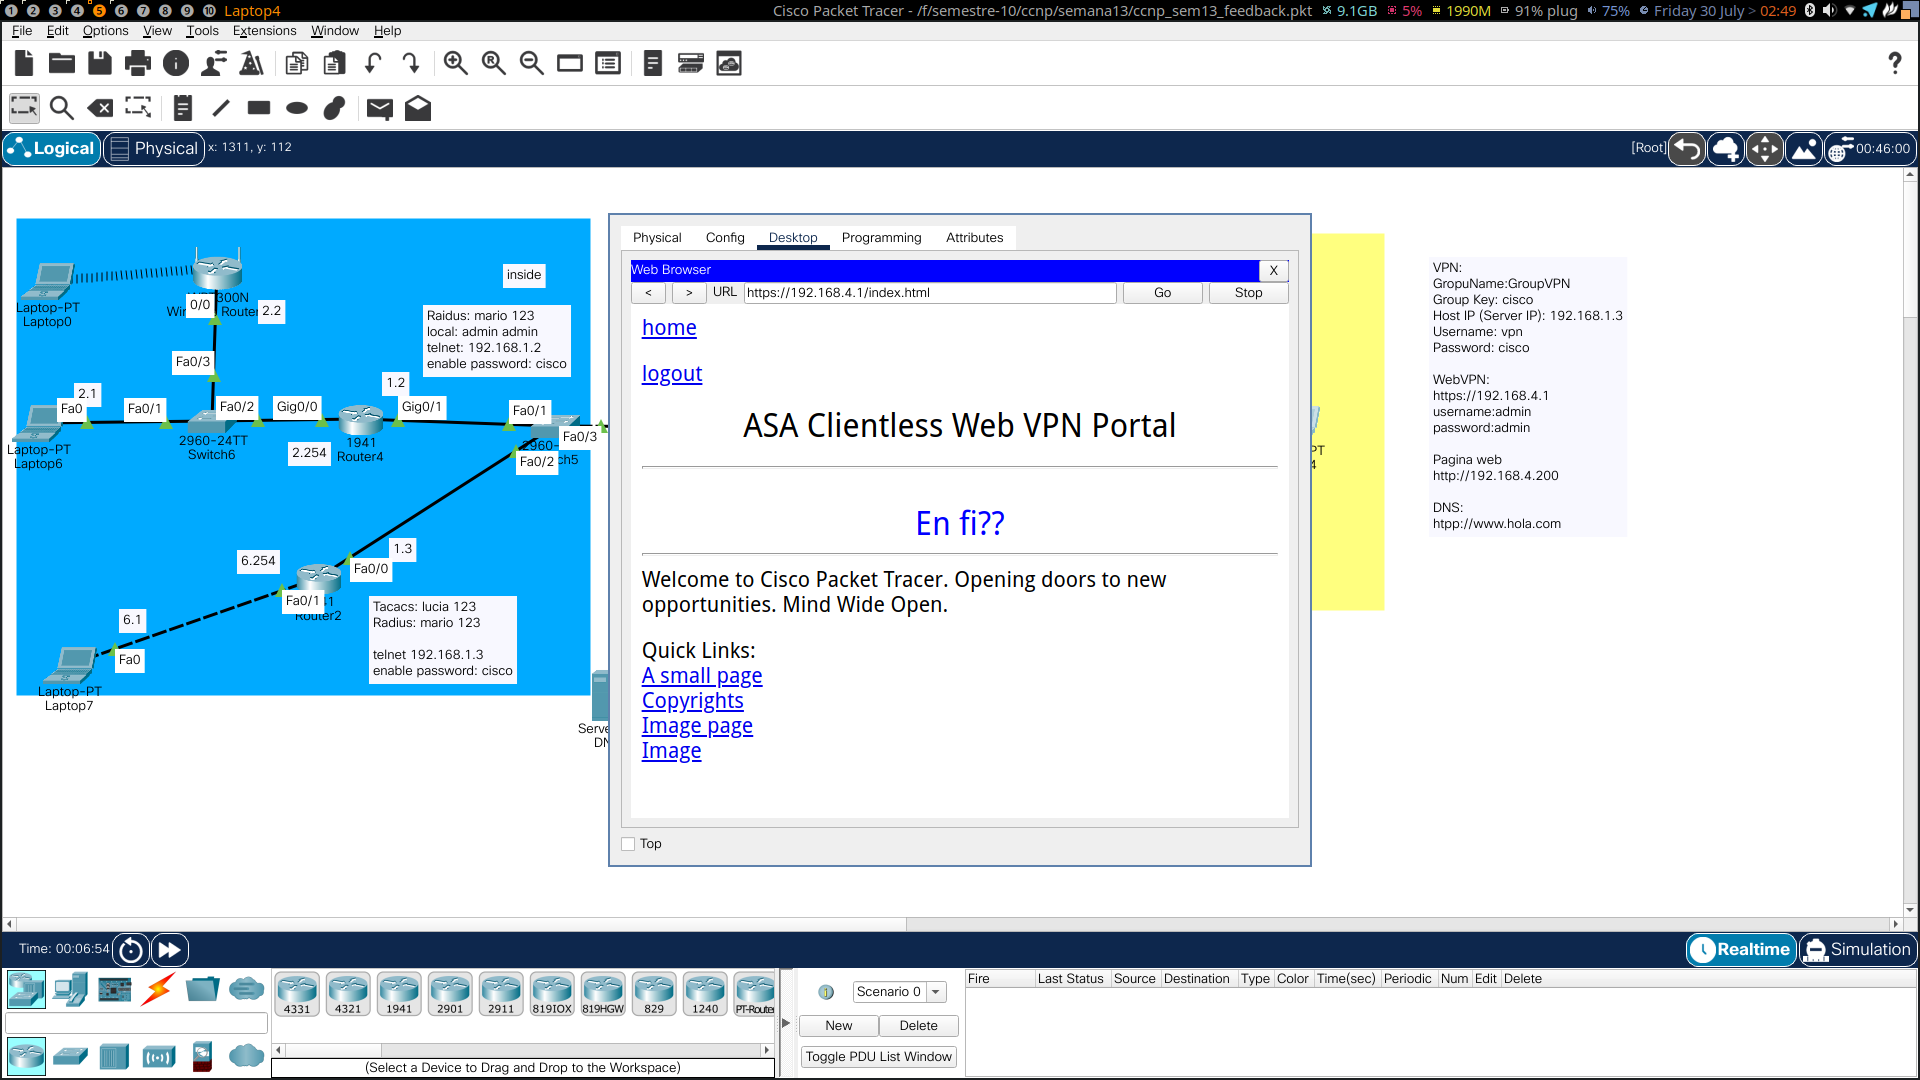 1 2 3 4 5 6 7 8 9 10 Laptop4
Cisco Packet Tracer - /f/semestre-10/ccnp/semana13/ccnp_sem13_feedback.pkt 9.1GB 5% 1990M 91% plug 75% Friday 30 July > 02:49
File Edit Options View Tools Extensions Window Help
?
Logical Physical x: 1311, y: 112
[Root] 00:46:00
Laptop-PT
Laptop0
300N
Router
0/0
2.2
inside
Raidus: mario 123
local: admin admin
telnet: 192.168.1.2
enable password: cisco
Fa0/3
2.1
Fa0
Fa0/1
Fa0/2
Gig0/0
1.2
Gig0/1
Fa0/1
Fa0/3
Fa0/2
Laptop-PT
Laptop6
2960-24TT
Switch6
2.254
1941
Router4
2960-
ch5
6.254
1.3
Fa0/0
Fa0/1
41
Router2
Tacacs: lucia 123
Radius: mario 123
telnet 192.168.1.3
enable password: cisco
6.1
Fa0
Laptop-PT
Laptop7
Serve
DN
Physical Config Desktop Programming Attributes
Web Browser X
< > URL https://192.168.4.1/index.html Go Stop
home
logout
ASA Clientless Web VPN Portal
En fi??
Welcome to Cisco Packet Tracer. Opening doors to new
opportunities. Mind Wide Open.
Quick Links:
A small page
Copyrights
Image page
Image
Top
PT
4
VPN:
GropuName:GroupVPN
Group Key: cisco
Host IP (Server IP): 192.168.1.3
Username: vpn
Password: cisco
WebVPN:
https://192.168.4.1
username:admin
password:admin
Pagina web
http://192.168.4.200
DNS:
htpp://www.hola.com
Time: 00:06:54
Realtime Simulation
4331 4321 1941 2901 2911 819IOX 819HGW 829 1240 PT-Router
(Select a Device to Drag and Drop to the Workspace)
Scenario 0
New Delete
Toggle PDU List Window
Fire Last Status Source Destination Type Color Time(sec) Periodic Num Edit Delete